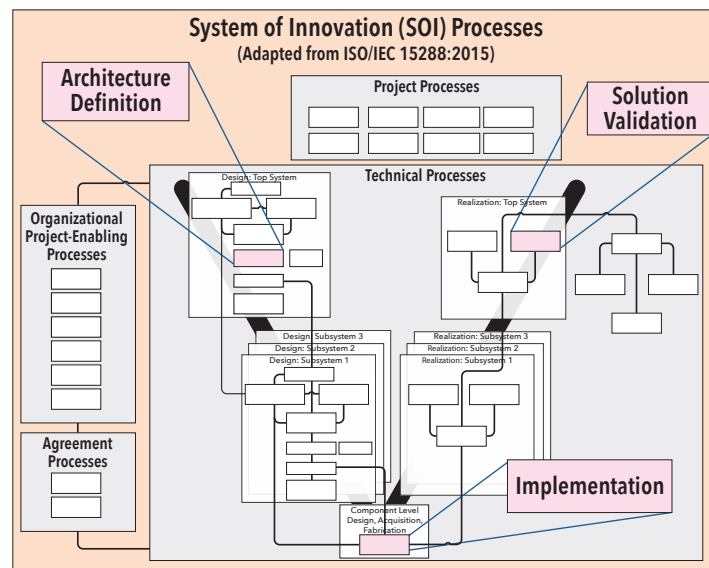 System of Innovation (SOI) Processes
(Adapted from ISO/IEC 15288:2015)
Architecture
Definition
Project Processes
Solution
Validation
Technical Processes
Design: Top System
Realization: Top System
Organizational
Project-Enabling
Processes
Design: Subsystem 3
Design: Subsystem 2
Design: Subsystem 1
Realization: Subsystem 3
Realization: Subsystem 2
Realization: Subsystem 1
Agreement
Processes
Implementation
Component Level
Design, Acquisition,
Fabrication